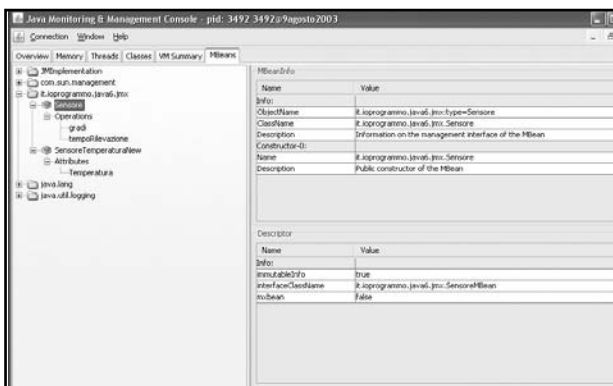 Java Monitoring & Management Console - pid: 3492 3492@9agosto2003
Connection Window Help
Overview Memory Threads Classes VM Summary MBeans
JMImplementation
com.sun.management
it.ioprogrammo.java6.jmx
Sensore
Operations
gradi
tempoRilevazione
SensoreTemperaturaNew
Attributes
Temperatura
java.lang
java.util.logging
MBeanInfo
Name Value
Info:
ObjectName it.ioprogrammo.java6.jmx:type=Sensore
ClassName it.ioprogrammo.java6.jmx.Sensore
Description Information on the management interface of the MBean
Constructor-0:
Name it.ioprogrammo.java6.jmx.Sensore
Description Public constructor of the MBean
Descriptor
Name Value
Info:
immutableInfo true
interfaceClassName it.ioprogrammo.java6.jmx.SensoreMBean
mxbean false